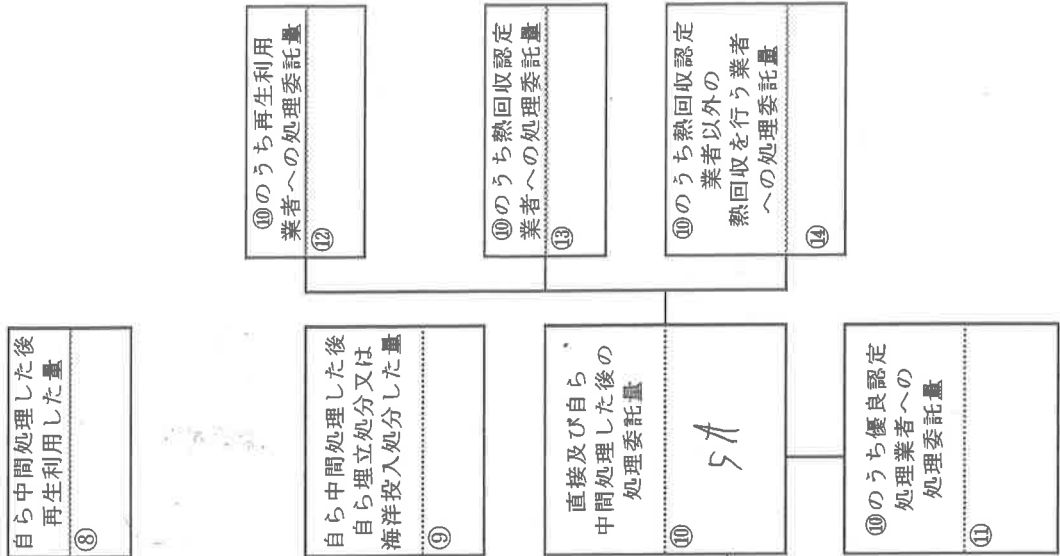 自ら中間処理した後
再生利用した量
⑧
自ら中間処理した後
自ら埋立処分又は
海洋投入処分した量
⑨
直接及び自ら
中間処理した後の
処理委託量
⑩
⑩のうち優良認定
処理業者への
処理委託量
⑪
⑩のうち再生利用
業者への処理委託量
⑫
⑩のうち熱回収認定
業者への処理委託量
⑬
⑩のうち熱回収認定
業者以外の
熱回収を行う業者
への処理委託量
⑭